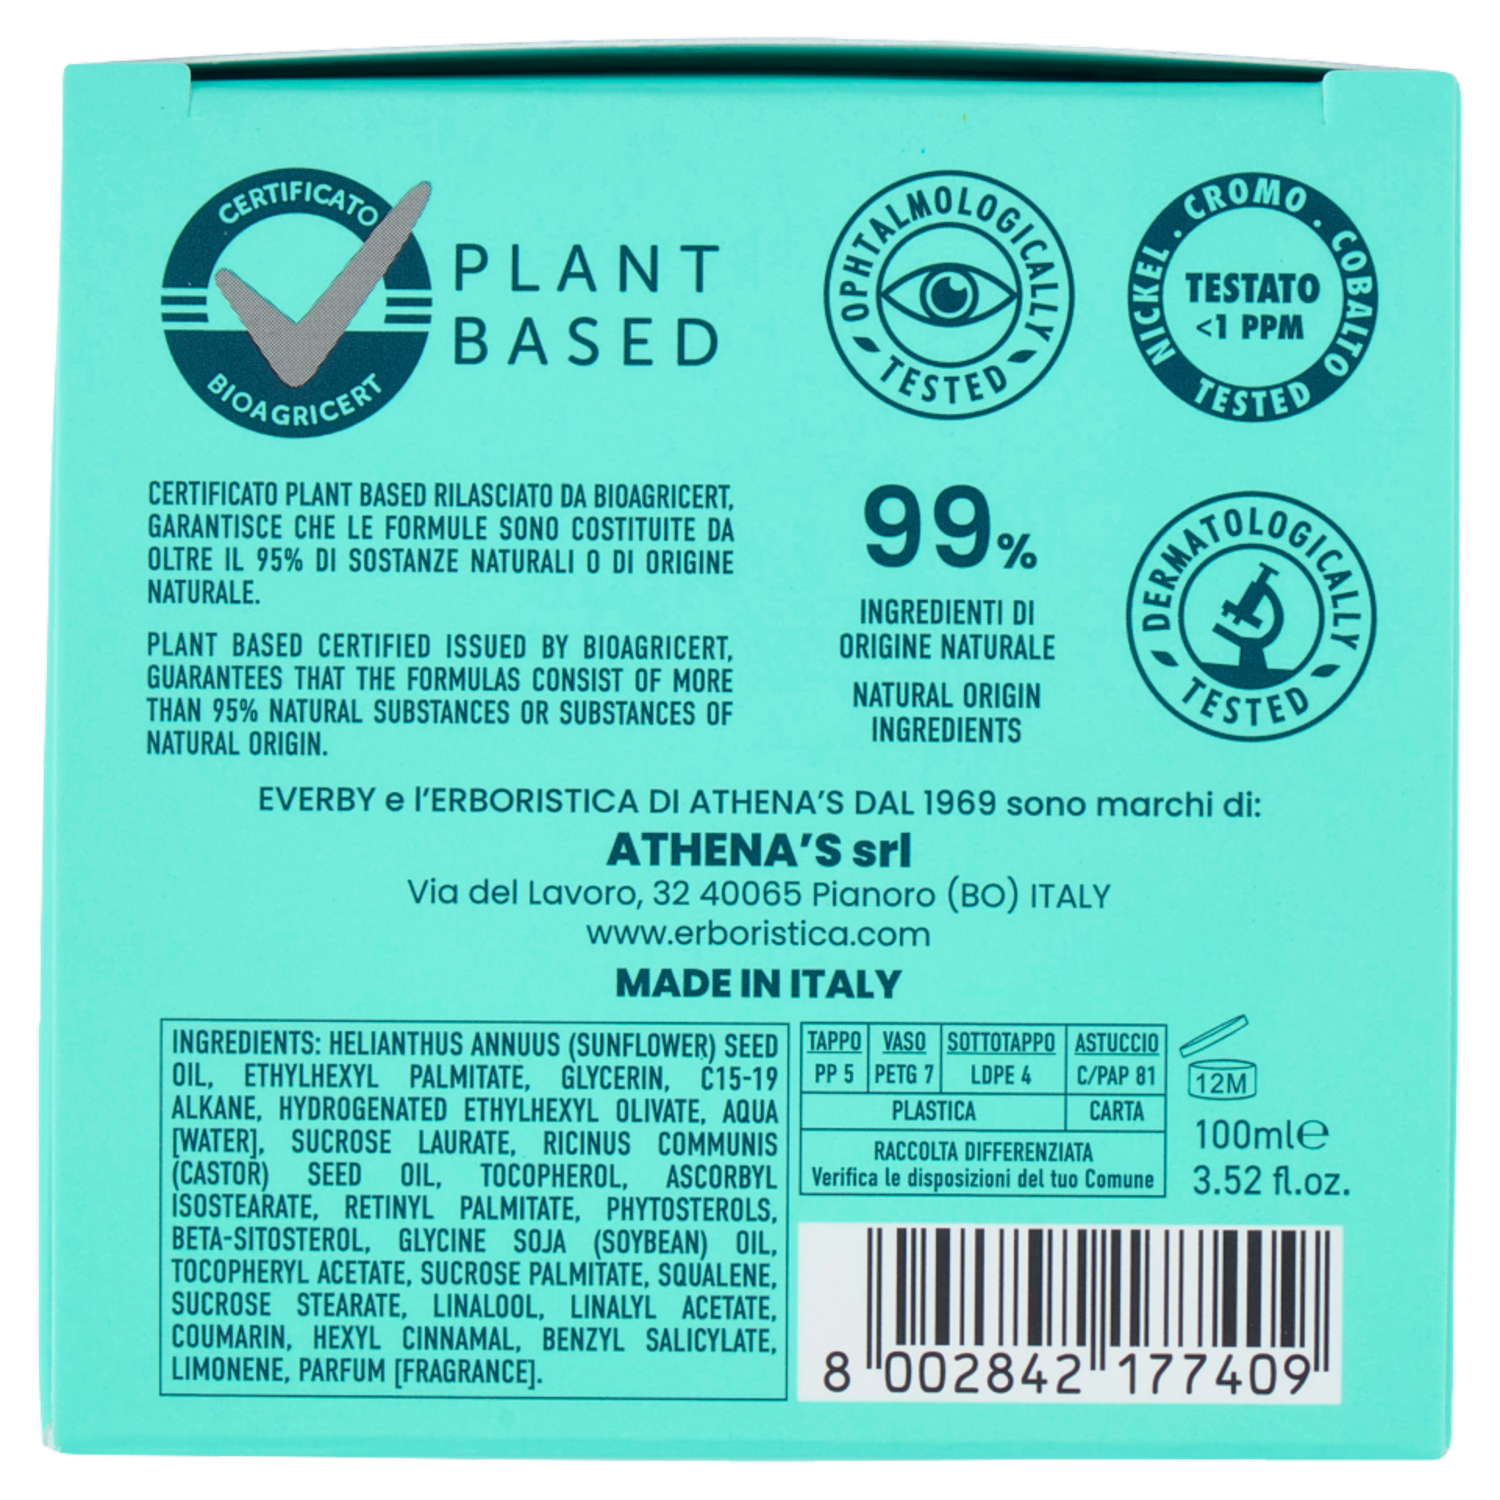 CERTIFICATO
BIOAGRICERT
PLANT
BASED
OPHTALMOLOGICALLY
TESTED
NICKEL . CROMO . COBALTO
TESTATO
<1 PPM
TESTED
CERTIFICATO PLANT BASED RILASCIATO DA BIOAGRICERT,
GARANTISCE CHE LE FORMULE SONO COSTITUITE DA
OLTRE IL 95% DI SOSTANZE NATURALI O DI ORIGINE
NATURALE.
PLANT BASED CERTIFIED ISSUED BY BIOAGRICERT,
GUARANTEES THAT THE FORMULAS CONSIST OF MORE
THAN 95% NATURAL SUBSTANCES OR SUBSTANCES OF
NATURAL ORIGIN.
99%
INGREDIENTI DI
ORIGINE NATURALE
NATURAL ORIGIN
INGREDIENTS
DERMATOLOGICALLY
TESTED
EVERBY e l'ERBORISTICA DI ATHENA'S DAL 1969 sono marchi di:
ATHENA'S srl
Via del Lavoro, 32 40065 Pianoro (BO) ITALY
www.erboristica.com
MADE IN ITALY
INGREDIENTS: HELIANTHUS ANNUUS (SUNFLOWER) SEED
OIL, ETHYLHEXYL PALMITATE, GLYCERIN, C15-19
ALKANE, HYDROGENATED ETHYLHEXYL OLIVATE, AQUA
[WATER], SUCROSE LAURATE, RICINUS COMMUNIS
(CASTOR) SEED OIL, TOCOPHEROL, ASCORBYL
ISOSTEARATE, RETINYL PALMITATE, PHYTOSTEROLS,
BETA-SITOSTEROL, GLYCINE SOJA (SOYBEAN) OIL,
TOCOPHERYL ACETATE, SUCROSE PALMITATE, SQUALENE,
SUCROSE STEARATE, LINALOOL, LINALYL ACETATE,
COUMARIN, HEXYL CINNAMAL, BENZYL SALICYLATE,
LIMONENE, PARFUM [FRAGRANCE].
TAPPO VASO SOTTOTAPPO ASTUCCIO
PP 5 PETG 7 LDPE 4 C/PAP 81
PLASTICA CARTA
RACCOLTA DIFFERENZIATA
Verifica le disposizioni del tuo Comune
12M
100ml℮
3.52 fl.oz.
8 002842 177409